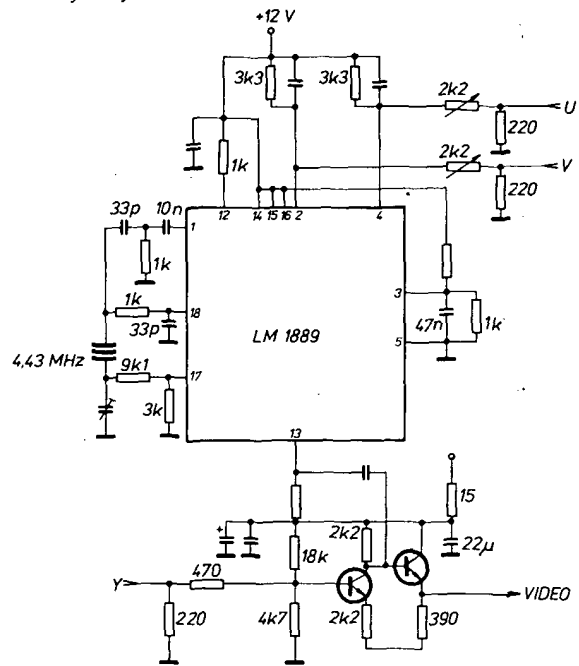 +12 V
3k3
3k3
2k2
U
220
2k2
V
220
1k
33p
10n
12
14
15
16
2
4
1
1k
1k
18
33p
3
47n
1k
LM 1889
5
4,43 MHz
9k1
17
3k
13
15
+
2k2
22µ
18k
Y
470
VIDEO
220
4k7
2k2
390